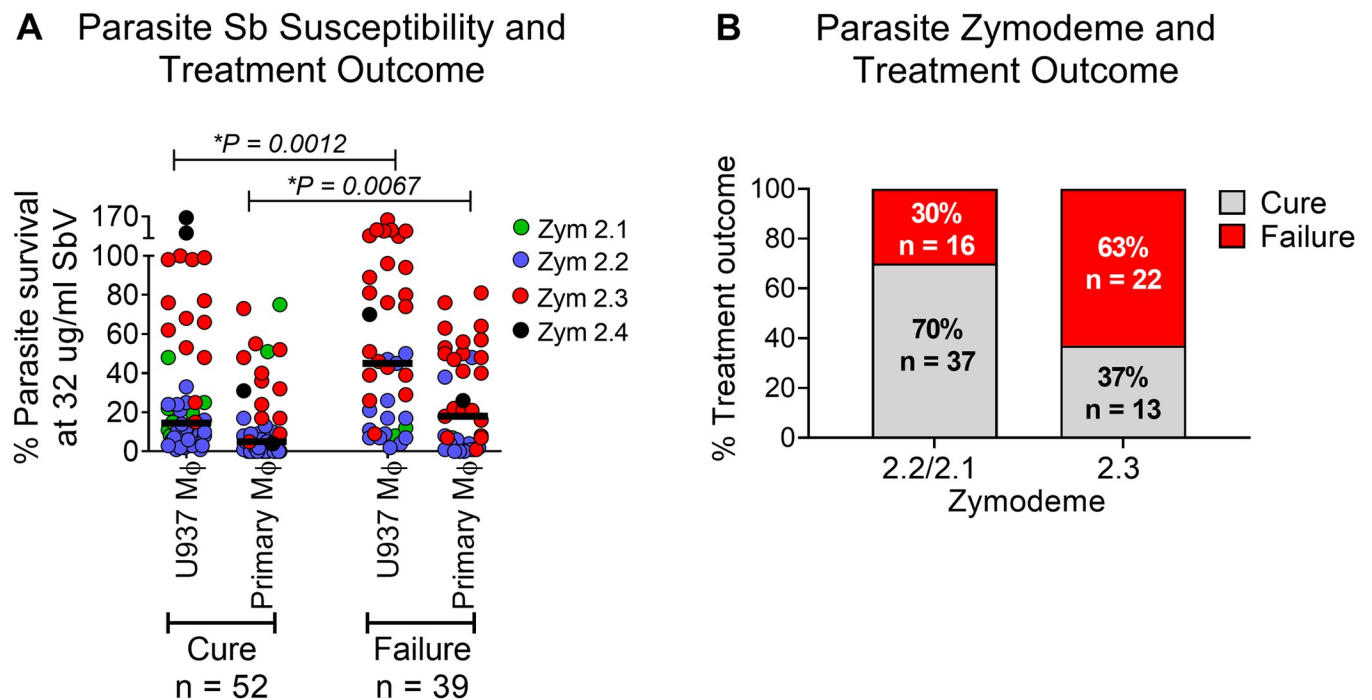 A Parasite Sb Susceptibility and
Treatment Outcome
*P = 0.0012
*P = 0.0067
% Parasite survival
at 32 ug/ml SbV
170
100
80
60
40
20
0
Zym 2.1
Zym 2.2
Zym 2.3
Zym 2.4
U937 Mϕ
Primary Mϕ
U937 Mϕ
Primary Mϕ
Cure
n = 52
Failure
n = 39
B Parasite Zymodeme and
Treatment Outcome
% Treatment outcome
100
80
60
40
20
0
30%
n = 16
70%
n = 37
63%
n = 22
37%
n = 13
Cure
Failure
2.2/2.1
2.3
Zymodeme